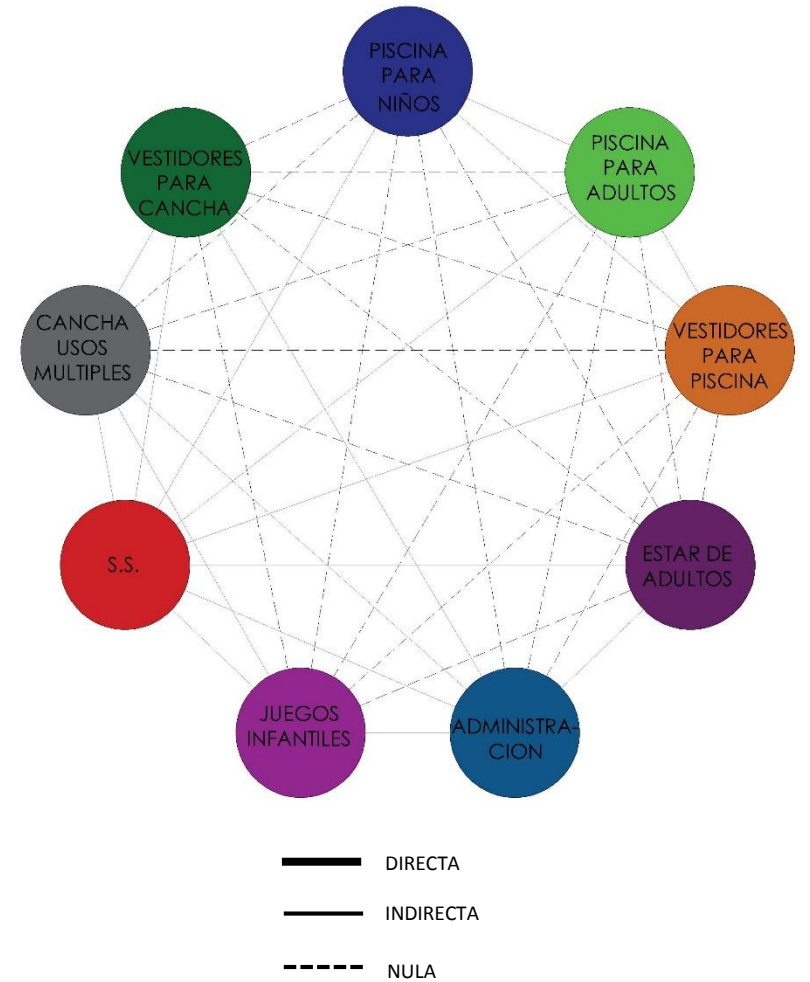 PISCINA
PARA
NIÑOS
PISCINA
PARA
ADULTOS
VESTIDORES
PARA
CANCHA
CANCHA
USOS
MULTIPLES
VESTIDORES
PARA
PISCINA
S.S.
ESTAR DE
ADULTOS
JUEGOS
INFANTILES
ADMINISTRA-
CION
DIRECTA
INDIRECTA
NULA